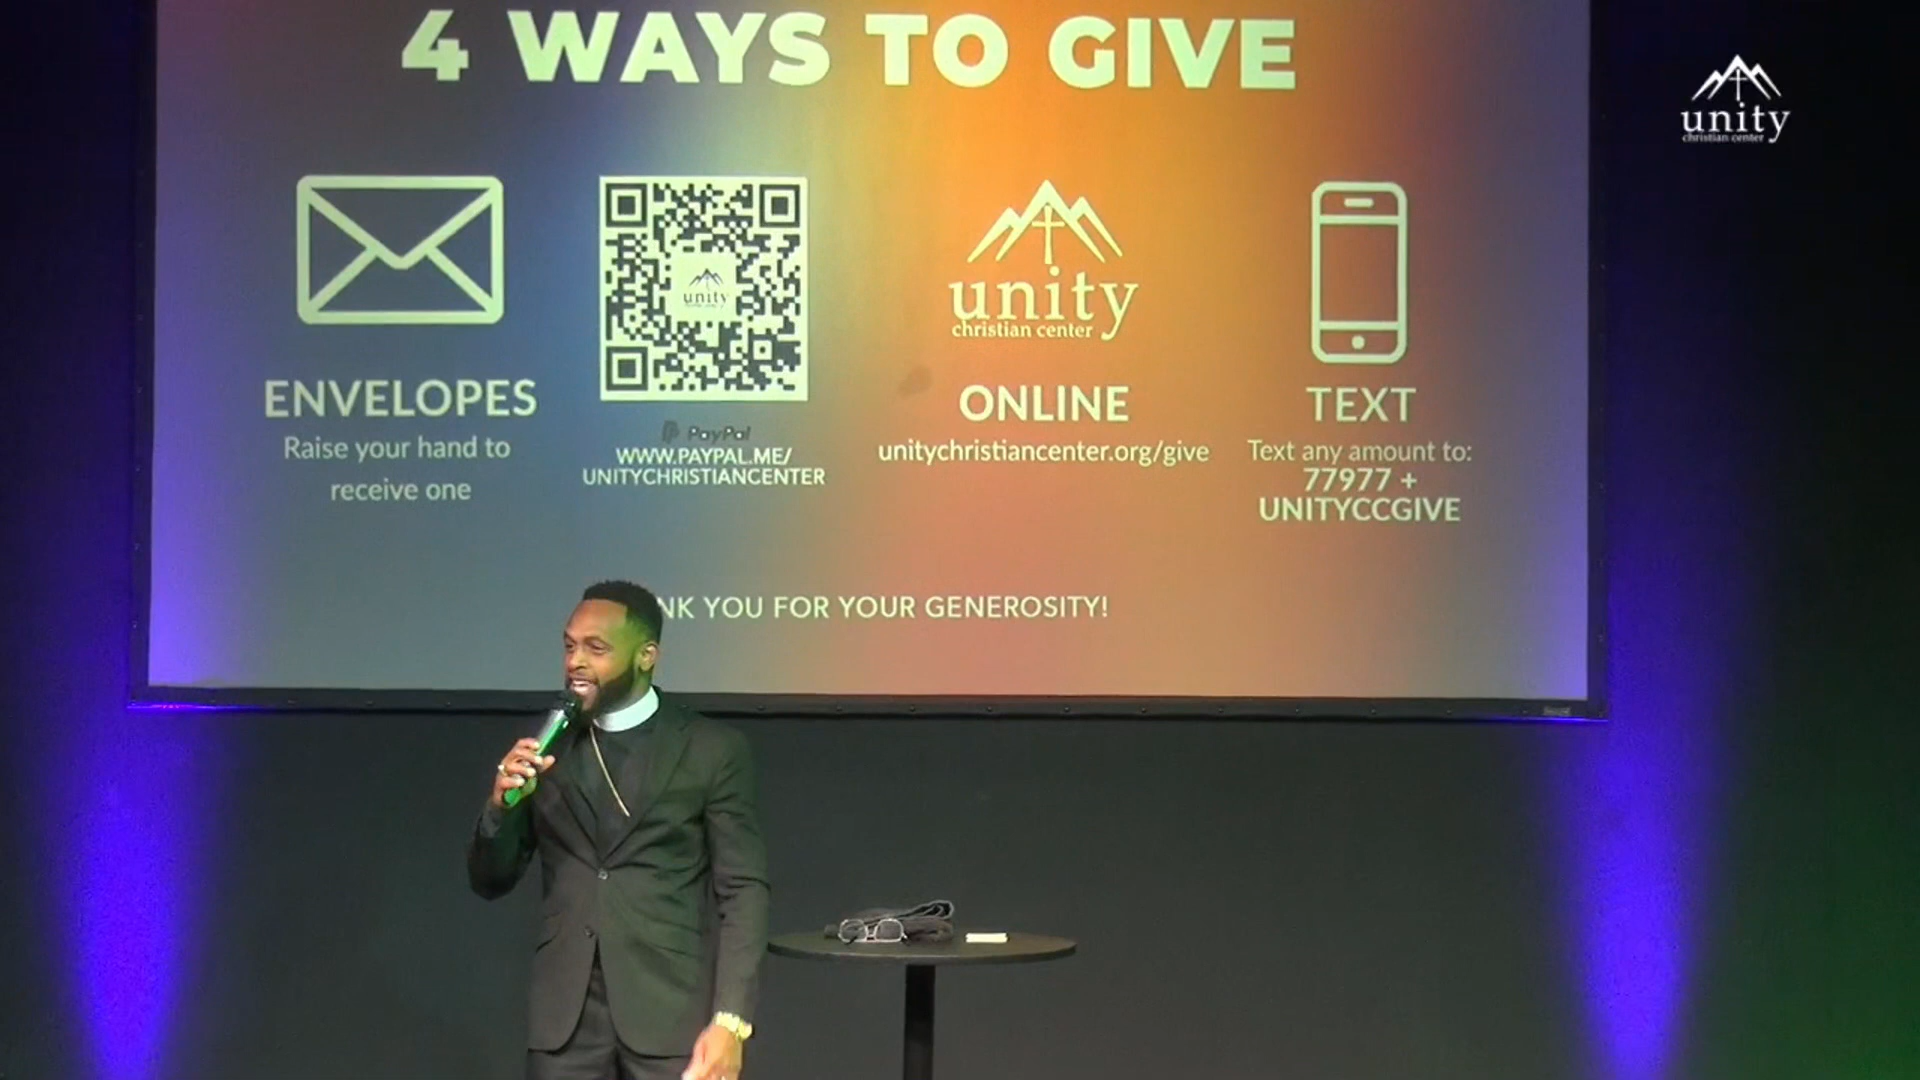 4 WAYS TO GIVE
unity
christian center
unity
ENVELOPES
Raise your hand to
receive one
PayPal
WWW.PAYPAL.ME/
UNITYCHRISTIANCENTER
unity
christian center
ONLINE
unitychristiancenter.org/give
TEXT
Text any amount to:
77977 +
UNITYCCGIVE
NK YOU FOR YOUR GENEROSITY!